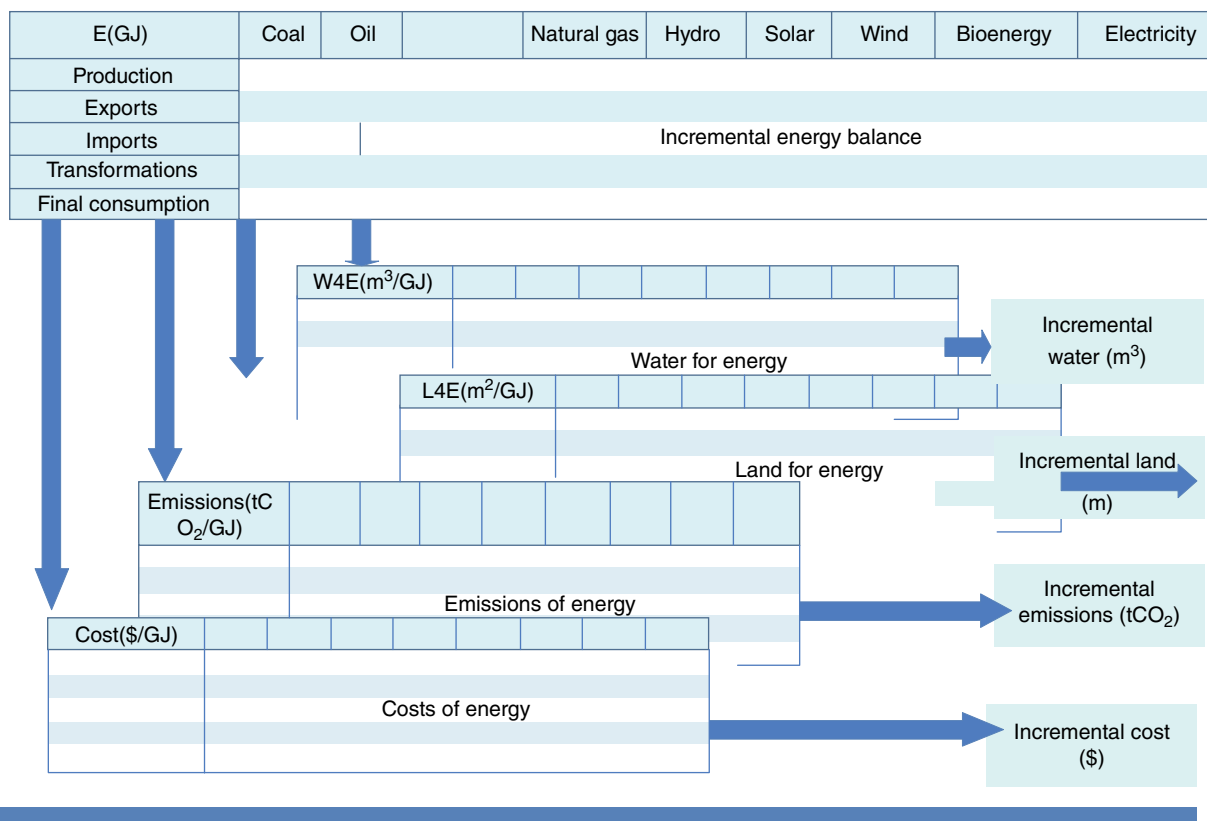 E(GJ) Coal Oil Natural gas Hydro Solar Wind Bioenergy Electricity
Production
Exports
Imports Incremental energy balance
Transformations
Final consumption
W4E(m³/GJ)
Incremental
water (m³)
Water for energy
L4E(m²/GJ)
Incremental land
(m)
Land for energy
Emissions(tC
O₂/GJ)
Emissions of energy
Incremental
emissions (tCO₂)
Cost($/GJ)
Costs of energy
Incremental cost
($)